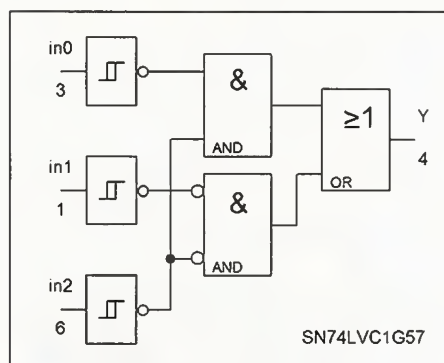 in0
3
&
AND
≥1
Y
4
OR
in1
1
&
AND
in2
6
SN74LVC1G57